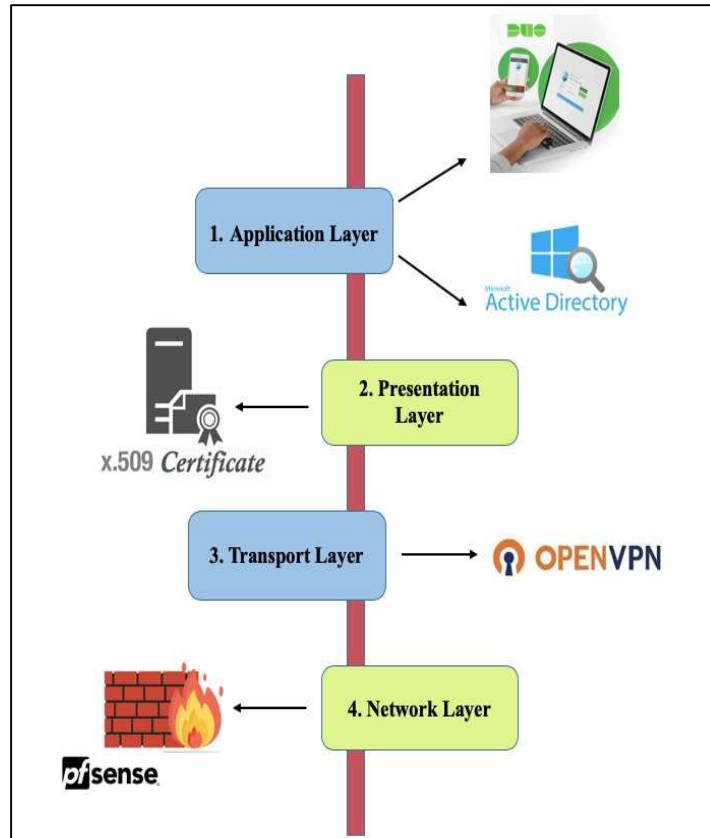 DUO
1. Application Layer
Microsoft
Active Directory
2. Presentation
Layer
x.509 Certificate
3. Transport Layer
OPENVPN
4. Network Layer
pfsense